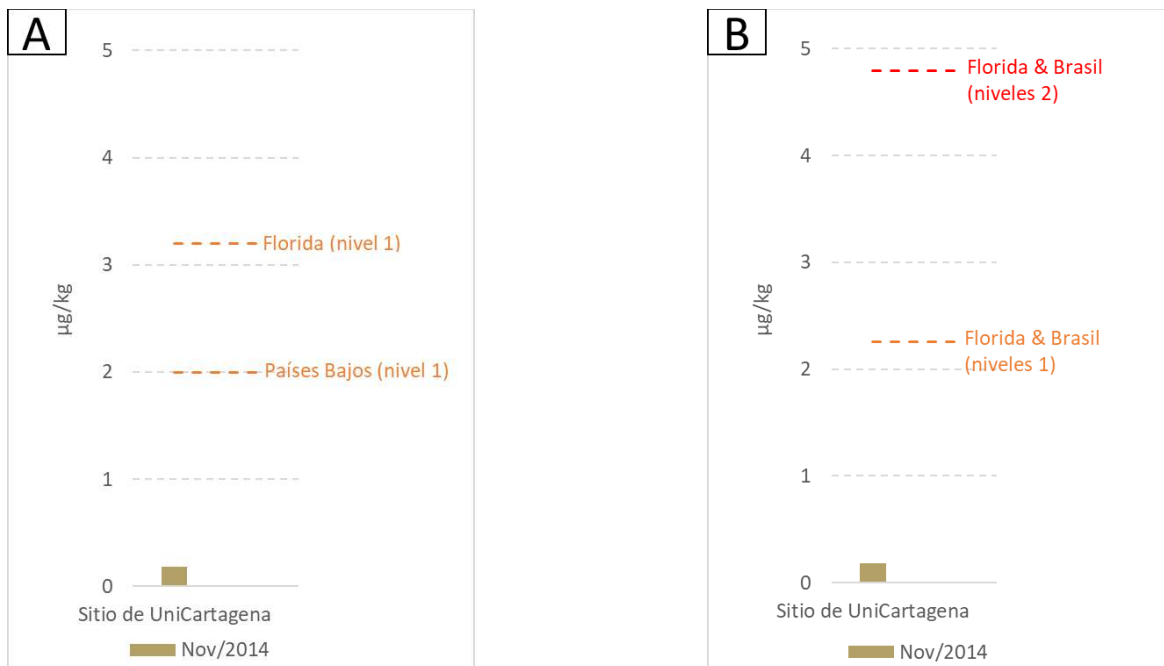 A
5
4
Florida (nivel 1)
3
µg/kg
Países Bajos (nivel 1)
2
1
0
Sitio de UniCartagena
Nov/2014
B
5
Florida & Brasil
(niveles 2)
4
3
µg/kg
Florida & Brasil
(niveles 1)
2
1
0
Sitio de UniCartagena
Nov/2014